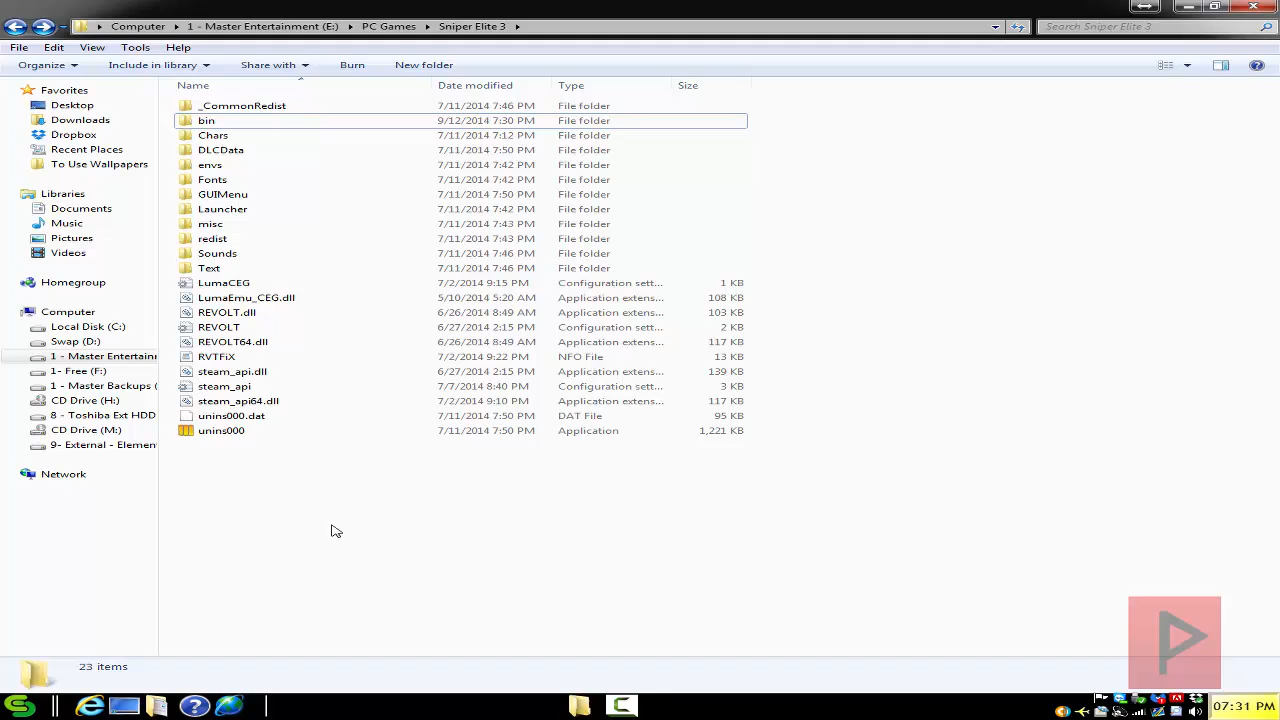 Computer ▸ 1 - Master Entertainment (E:) ▸ PC Games ▸ Sniper Elite 3 ▸
Search Sniper Elite 3
File Edit View Tools Help
Organize Include in library Share with Burn New folder
Name Date modified Type Size
Favorites
Desktop
Downloads
Dropbox
Recent Places
To Use Wallpapers
Libraries
Documents
Music
Pictures
Videos
Homegroup
Computer
Local Disk (C:)
Swap (D:)
1 - Master Entertain
1- Free (F:)
1 - Master Backups (
CD Drive (H:)
8 - Toshiba Ext HDD
CD Drive (M:)
9- External - Elemen
Network
_CommonRedist 7/11/2014 7:46 PM File folder
bin 9/12/2014 7:30 PM File folder
Chars 7/11/2014 7:12 PM File folder
DLCData 7/11/2014 7:50 PM File folder
envs 7/11/2014 7:42 PM File folder
Fonts 7/11/2014 7:42 PM File folder
GUIMenu 7/11/2014 7:50 PM File folder
Launcher 7/11/2014 7:42 PM File folder
misc 7/11/2014 7:43 PM File folder
redist 7/11/2014 7:43 PM File folder
Sounds 7/11/2014 7:46 PM File folder
Text 7/11/2014 7:46 PM File folder
LumaCEG 7/2/2014 9:15 PM Configuration sett... 1 KB
LumaEmu_CEG.dll 5/10/2014 5:20 AM Application extens... 108 KB
REVOLT.dll 6/26/2014 8:49 AM Application extens... 103 KB
REVOLT 6/27/2014 2:15 PM Configuration sett... 2 KB
REVOLT64.dll 6/26/2014 8:49 AM Application extens... 117 KB
RVTFiX 7/2/2014 9:22 PM NFO File 13 KB
steam_api.dll 6/27/2014 2:15 PM Application extens... 139 KB
steam_api 7/7/2014 8:40 PM Configuration sett... 3 KB
steam_api64.dll 7/2/2014 9:10 PM Application extens... 117 KB
unins000.dat 7/11/2014 7:50 PM DAT File 95 KB
unins000 7/11/2014 7:50 PM Application 1,221 KB
23 items
P
07:31 PM